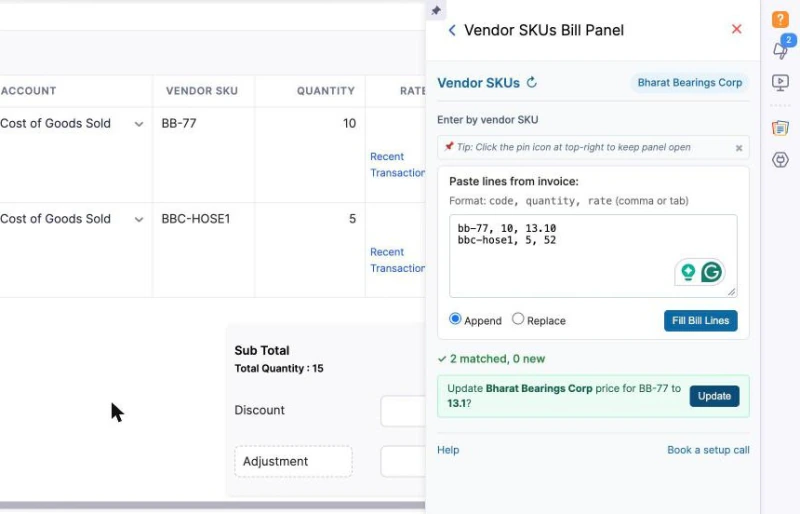 Vendor SKUs Bill Panel
2
ACCOUNT VENDOR SKU QUANTITY RATE
Cost of Goods Sold BB-77 10
Recent
Transaction
Cost of Goods Sold BBC-HOSE1 5
Recent
Transaction
Sub Total
Total Quantity : 15
Discount
Adjustment
Vendor SKUs Bharat Bearings Corp
Enter by vendor SKU
Tip: Click the pin icon at top-right to keep panel open
Paste lines from invoice:
Format: code, quantity, rate (comma or tab)
bb-77, 10, 13.10
bbc-hose1, 5, 52
Append Replace Fill Bill Lines
✓ 2 matched, 0 new
Update Bharat Bearings Corp price for BB-77 to
13.1?
Update
Help Book a setup call